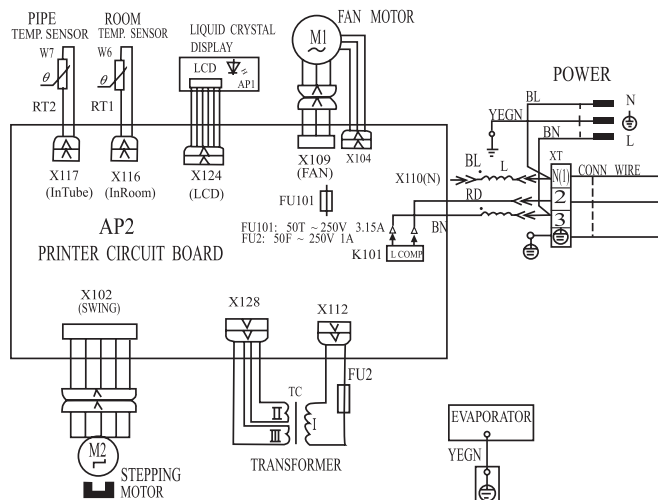 PIPE
TEMP. SENSOR
W7
θ
RT2
X117
(InTube)
ROOM
TEMP. SENSOR
W6
θ
RT1
X116
(InRoom)
LIQUID CRYSTAL
DISPLAY
LCD
AP1
X124
(LCD)
FAN MOTOR
M1
X109
(FAN)
X104
POWER
BL
N
YEGN
BN
L
XT
X110(N)
BL
L
N(1)
CONN WIRE
RD
2
BN
3
FU101
FU101: 50T ~250V 3.15A
FU2: 50F ~ 250V 1A
K101
L COMP
AP2
PRINTER CIRCUIT BOARD
X102
(SWING)
X128
X112
FU2
TC
II
III
I
TRANSFORMER
M2
STEPPING
MOTOR
EVAPORATOR
YEGN